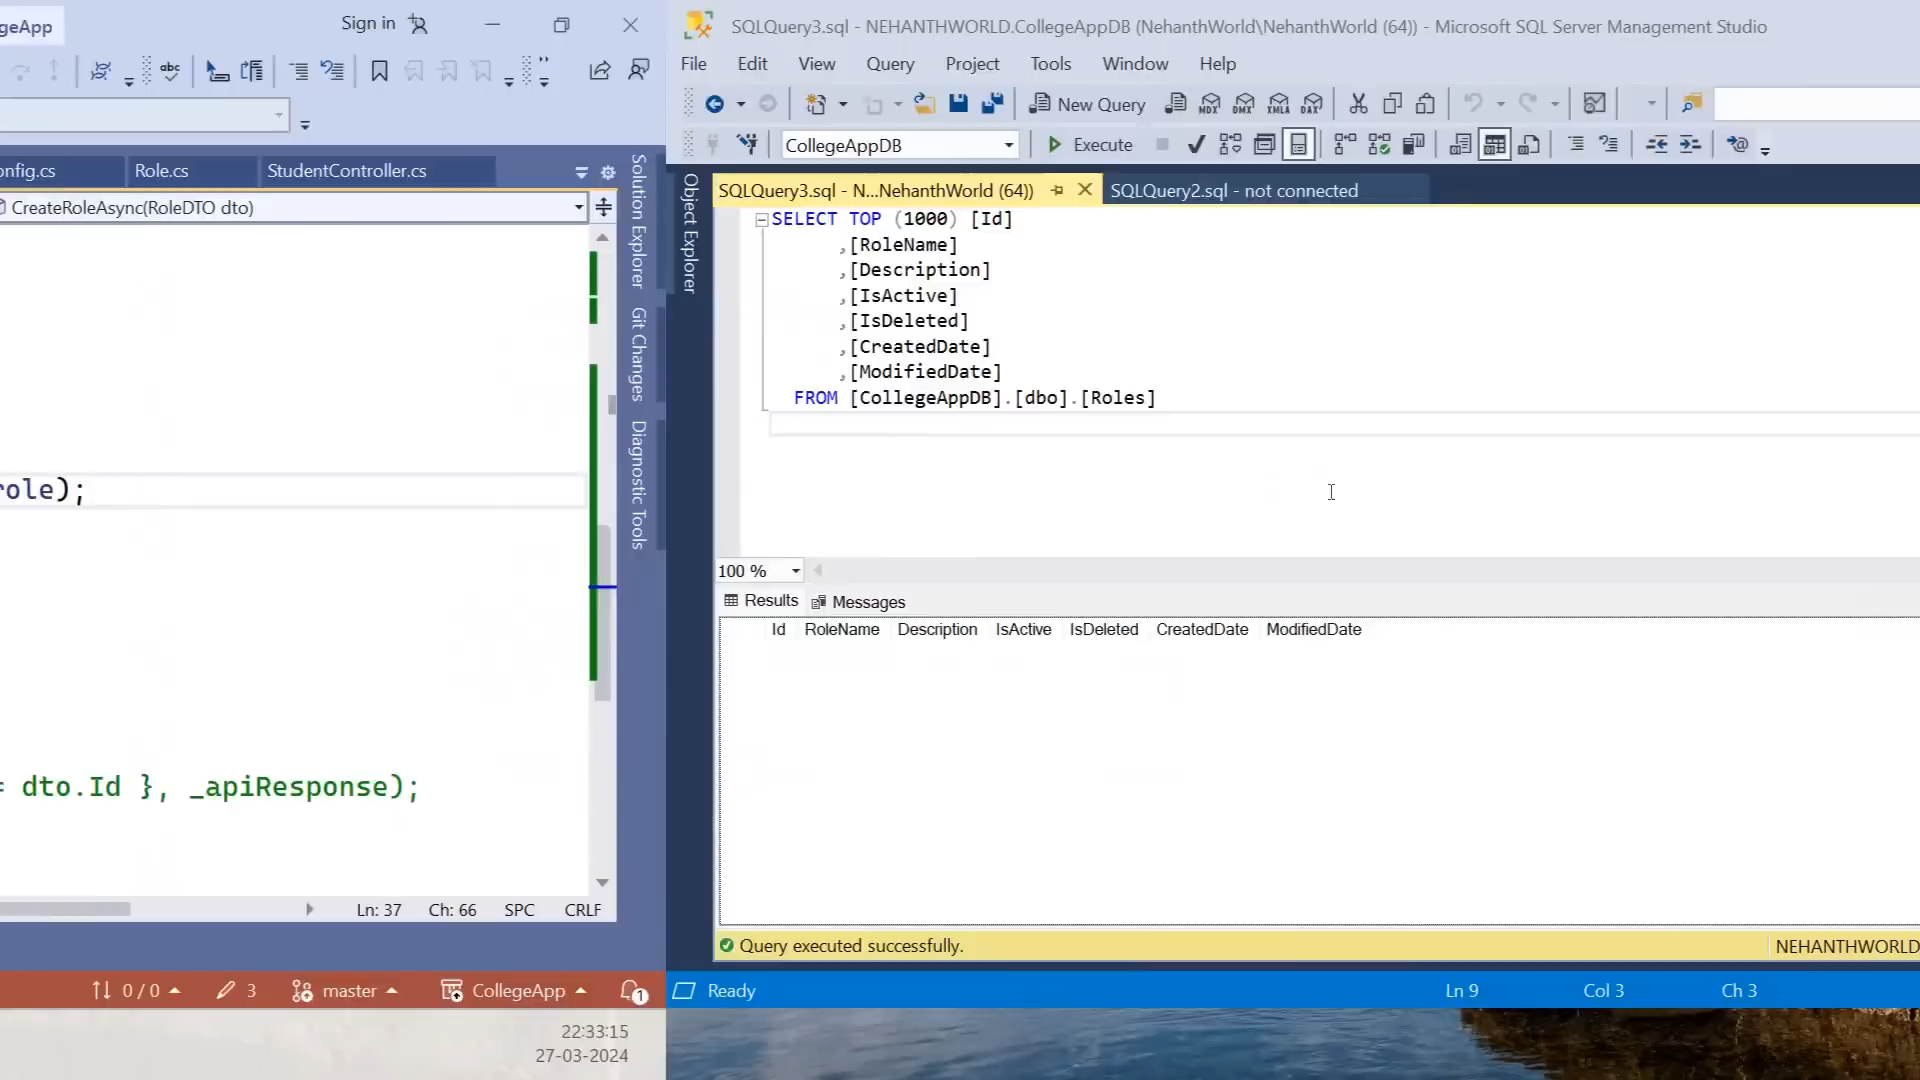 geApp
Sign in
onfig.cs
Role.cs
StudentController.cs
CreateRoleAsync(RoleDTO dto)
role);
= dto.Id }, _apiResponse);
Ln: 37
Ch: 66
SPC
CRLF
Solution Explorer
Git Changes
Diagnostic Tools
0 / 0
3
master
CollegeApp
1
22:33:15
27-03-2024
SQLQuery3.sql - NEHANTHWORLD.CollegeAppDB (NehanthWorld\NehanthWorld (64)) - Microsoft SQL Server Management Studio
File
Edit
View
Query
Project
Tools
Window
Help
New Query
MDX
DMX
XMLA
DAX
CollegeAppDB
Execute
Object Explorer
SQLQuery3.sql - N...NehanthWorld (64))
SQLQuery2.sql - not connected
SELECT TOP (1000) [Id]
,[RoleName]
,[Description]
,[IsActive]
,[IsDeleted]
,[CreatedDate]
,[ModifiedDate]
FROM [CollegeAppDB].[dbo].[Roles]
100 %
Results
Messages
Id RoleName Description IsActive IsDeleted CreatedDate ModifiedDate
Query executed successfully.
NEHANTHWORLD
Ready
Ln 9
Col 3
Ch 3